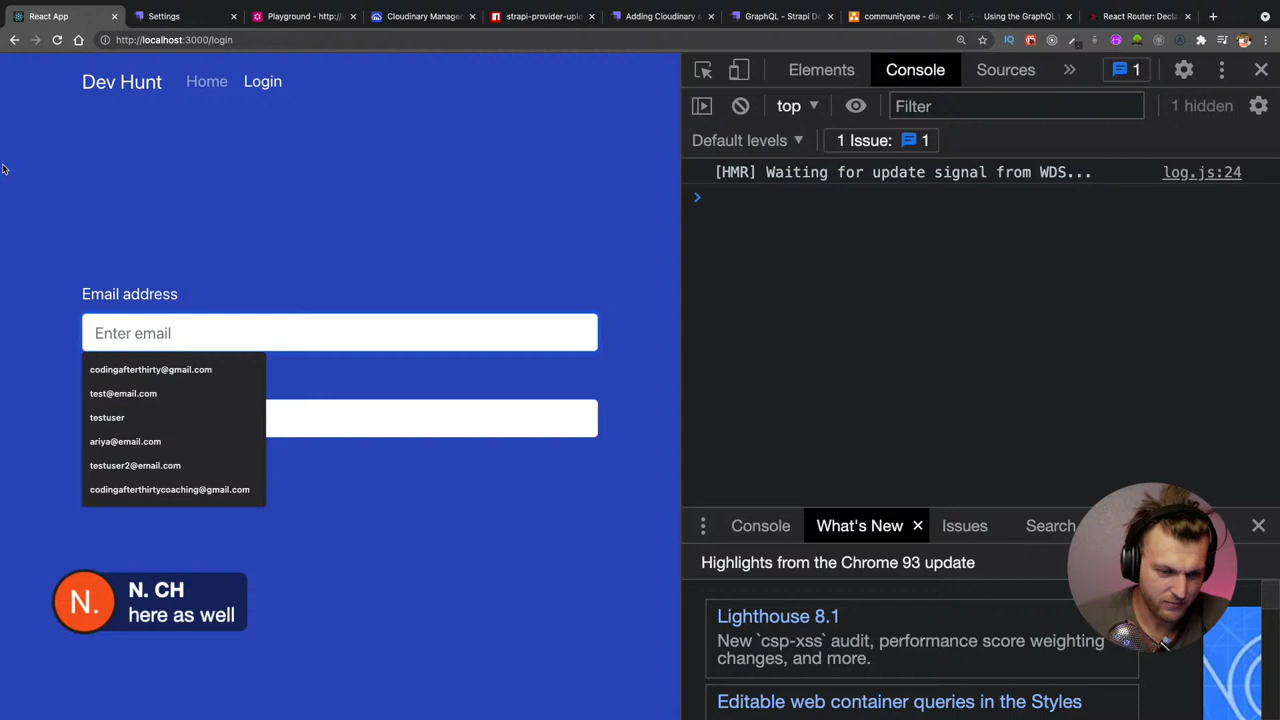 React App
Settings
Playground - http://l
Cloudinary Manage
strapi-provider-uplo
Adding Cloudinary s
GraphQL - Strapi De
communityone - dia
Using the GraphQL
React Router: Decla
http://localhost:3000/login
Dev Hunt
Home
Login
Email address
Enter email
codingafterthirty@gmail.com
test@email.com
testuser
ariya@email.com
testuser2@email.com
codingafterthirtycoaching@gmail.com
N.
N. CH
here as well
Elements
Console
Sources
1
top
Filter
1 hidden
Default levels
1 Issue:
1
[HMR] Waiting for update signal from WDS...
log.js:24
Console
What's New
Issues
Search
Highlights from the Chrome 93 update
Lighthouse 8.1
New `csp-xss` audit, performance score weighting
changes, and more.
Editable web container queries in the Styles